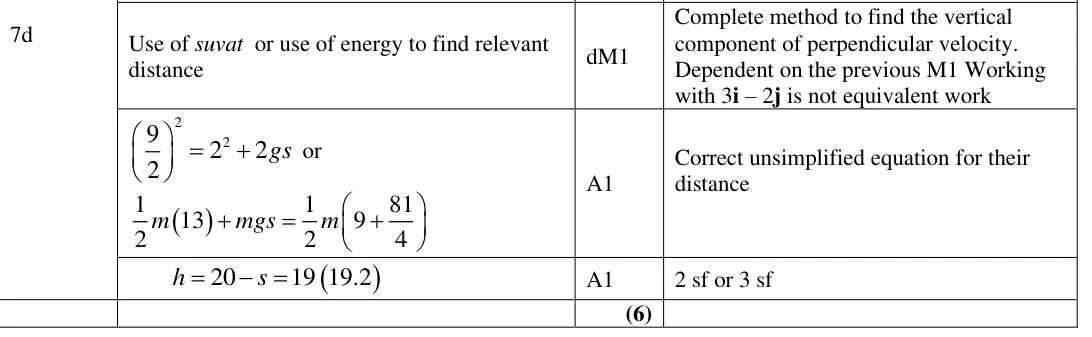 7d
Use of suvat or use of energy to find relevant
distance
dM1
Complete method to find the vertical
component of perpendicular velocity.
Dependent on the previous M1 Working
with 3i – 2j is not equivalent work
(9/2)² = 2² + 2gs or
1/2 m(13) + mgs = 1/2 m(9 + 81/4)
A1
Correct unsimplified equation for their
distance
h = 20 − s = 19 (19.2)
A1
2 sf or 3 sf
(6)